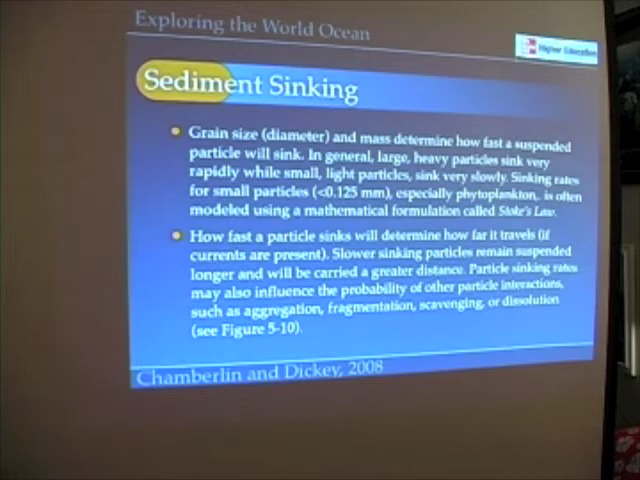 Exploring the World Ocean
Higher Education
Sediment Sinking
Grain size (diameter) and mass determine how fast a suspended
particle will sink. In general, large, heavy particles sink very
rapidly while small, light particles, sink very slowly. Sinking rates
for small particles (<0.125 mm), especially phytoplankton, is often
modeled using a mathematical formulation called Stoke's Law.
How fast a particle sinks will determine how far it travels (if
currents are present). Slower sinking particles remain suspended
longer and will be carried a greater distance. Particle sinking rates
may also influence the probability of other particle interactions,
such as aggregation, fragmentation, scavenging, or dissolution
(see Figure 5-10).
Chamberlin and Dickey, 2008